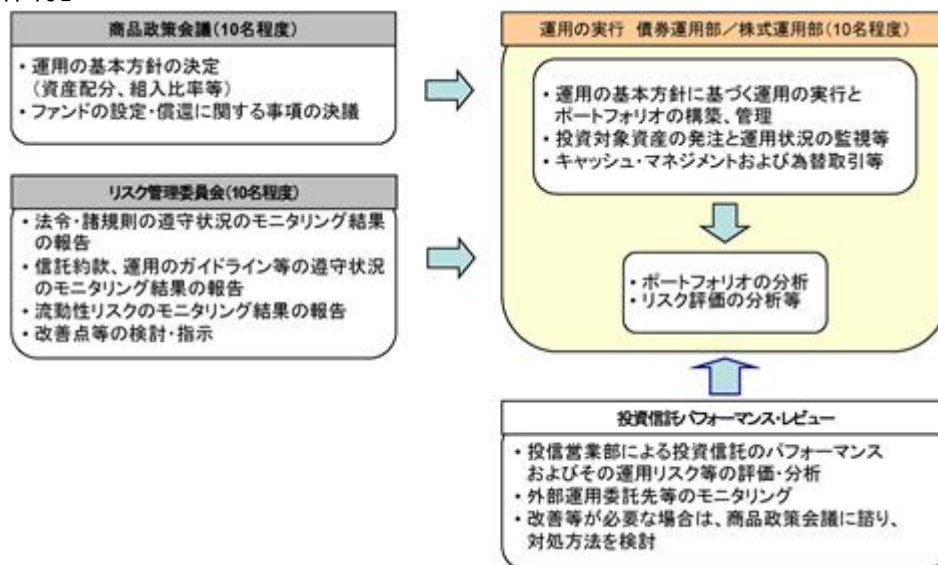 商品政策会議(10名程度)
・運用の基本方針の決定
(資産配分、組入比率等)
・ファンドの設定・償還に関する事項の決議
リスク管理委員会(10名程度)
・法令・諸規則の遵守状況のモニタリング結果
の報告
・信託約款、運用のガイドライン等の遵守状況
のモニタリング結果の報告
・流動性リスクのモニタリング結果の報告
・改善点等の検討・指示
運用の実行 債券運用部/株式運用部(10名程度)
・運用の基本方針に基づく運用の実行と
ポートフォリオの構築、管理
・投資対象資産の発注と運用状況の監視等
・キャッシュ・マネジメントおよび為替取引等
・ポートフォリオの分析
・リスク評価の分析等
投資信託パフォーマンス・レビュー
・投信営業部による投資信託のパフォーマンス
およびその運用リスク等の評価・分析
・外部運用委託先等のモニタリング
・改善等が必要な場合は、商品政策会議に諮り、
対処方法を検討